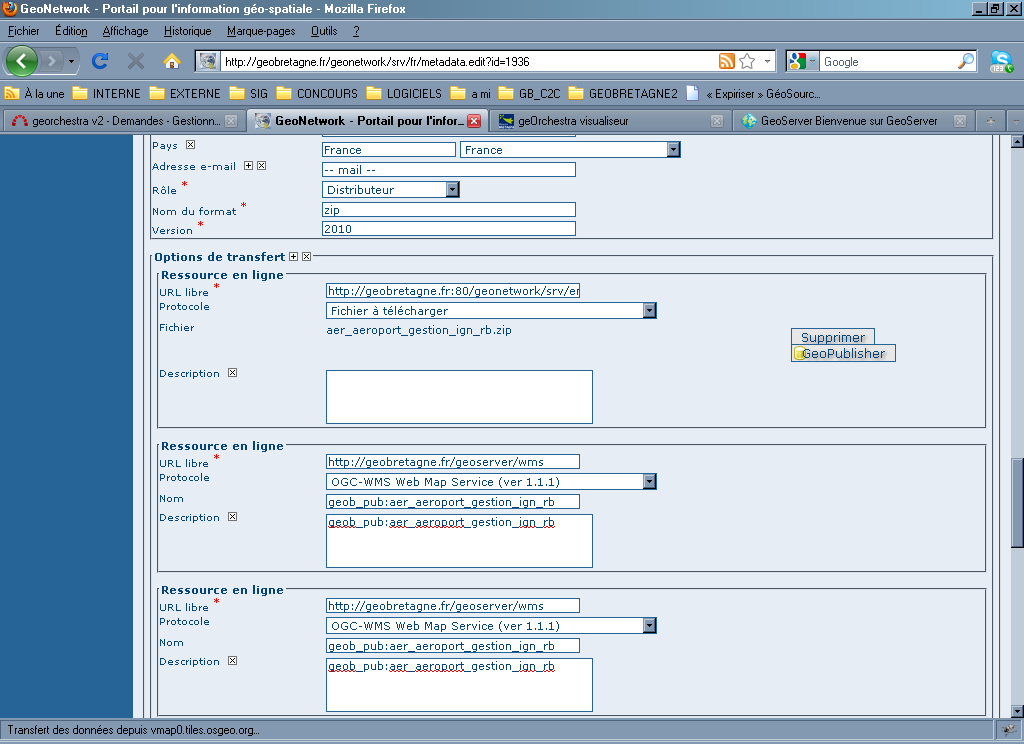 GeoNetwork - Portail pour l'information géo-spatiale - Mozilla Firefox
Fichier Édition Affichage Historique Marque-pages Outils ?
http://geobretagne.fr/geonetwork/srv/fr/metadata.edit?id=1936 Google
À la une INTERNE EXTERNE SIG CONCOURS LOGICIELS a mi GB_C2C GEOBRETAGNE2 « Expiriser » GéoSourc...
georchestra v2 - Demandes - Gestionn... GeoNetwork - Portail pour l'infor... geOrchestra visualiseur GeoServer Bienvenue sur GeoServer
Pays France France
Adresse e-mail -- mail --
Rôle * Distributeur
Nom du format * zip
Version * 2010
Options de transfert
Ressource en ligne
URL libre * http://geobretagne.fr:80/geonetwork/srv/er
Protocole Fichier à télécharger
Fichier aer_aeroport_gestion_ign_rb.zip
Supprimer
GeoPublisher
Description
Ressource en ligne
URL libre * http://geobretagne.fr/geoserver/wms
Protocole OGC-WMS Web Map Service (ver 1.1.1)
Nom geob_pub:aer_aeroport_gestion_ign_rb
Description geob_pub:aer_aeroport_gestion_ign_rb
Ressource en ligne
URL libre * http://geobretagne.fr/geoserver/wms
Protocole OGC-WMS Web Map Service (ver 1.1.1)
Nom geob_pub:aer_aeroport_gestion_ign_rb
Description geob_pub:aer_aeroport_gestion_ign_rb
Transfert des données depuis vmap0.tiles.osgeo.org...